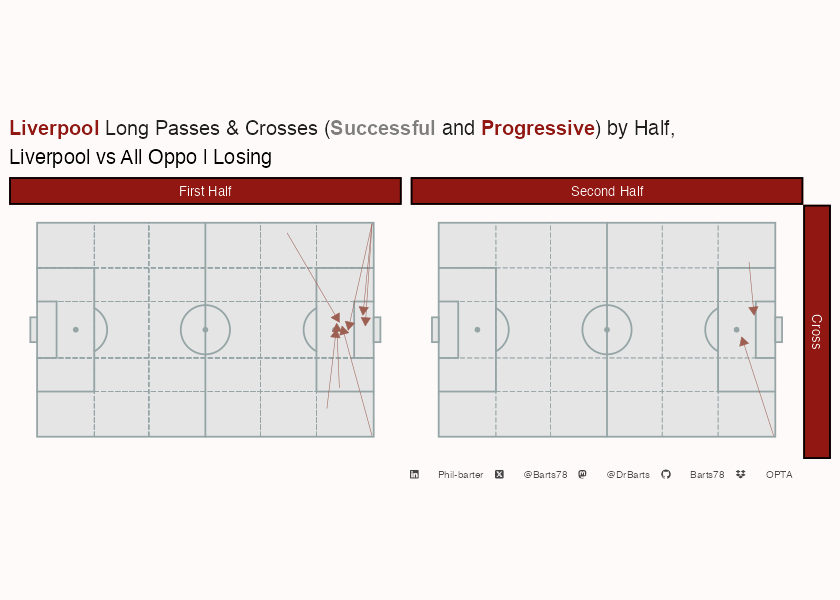 Liverpool Long Passes & Crosses (Successful and Progressive) by Half,
Liverpool vs All Oppo l Losing
First Half
Second Half
Cross
Phil-barter @Barts78 @DrBarts Barts78 OPTA